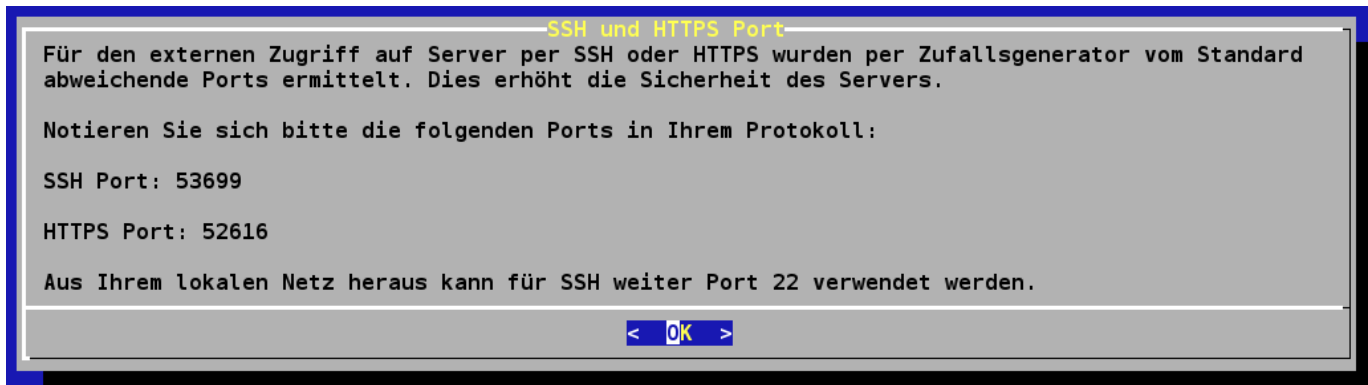 SSH und HTTPS Port
Für den externen Zugriff auf Server per SSH oder HTTPS wurden per Zufallsgenerator vom Standard
abweichende Ports ermittelt. Dies erhöht die Sicherheit des Servers.
Notieren Sie sich bitte die folgenden Ports in Ihrem Protokoll:
SSH Port: 53699
HTTPS Port: 52616
Aus Ihrem lokalen Netz heraus kann für SSH weiter Port 22 verwendet werden.
< OK >